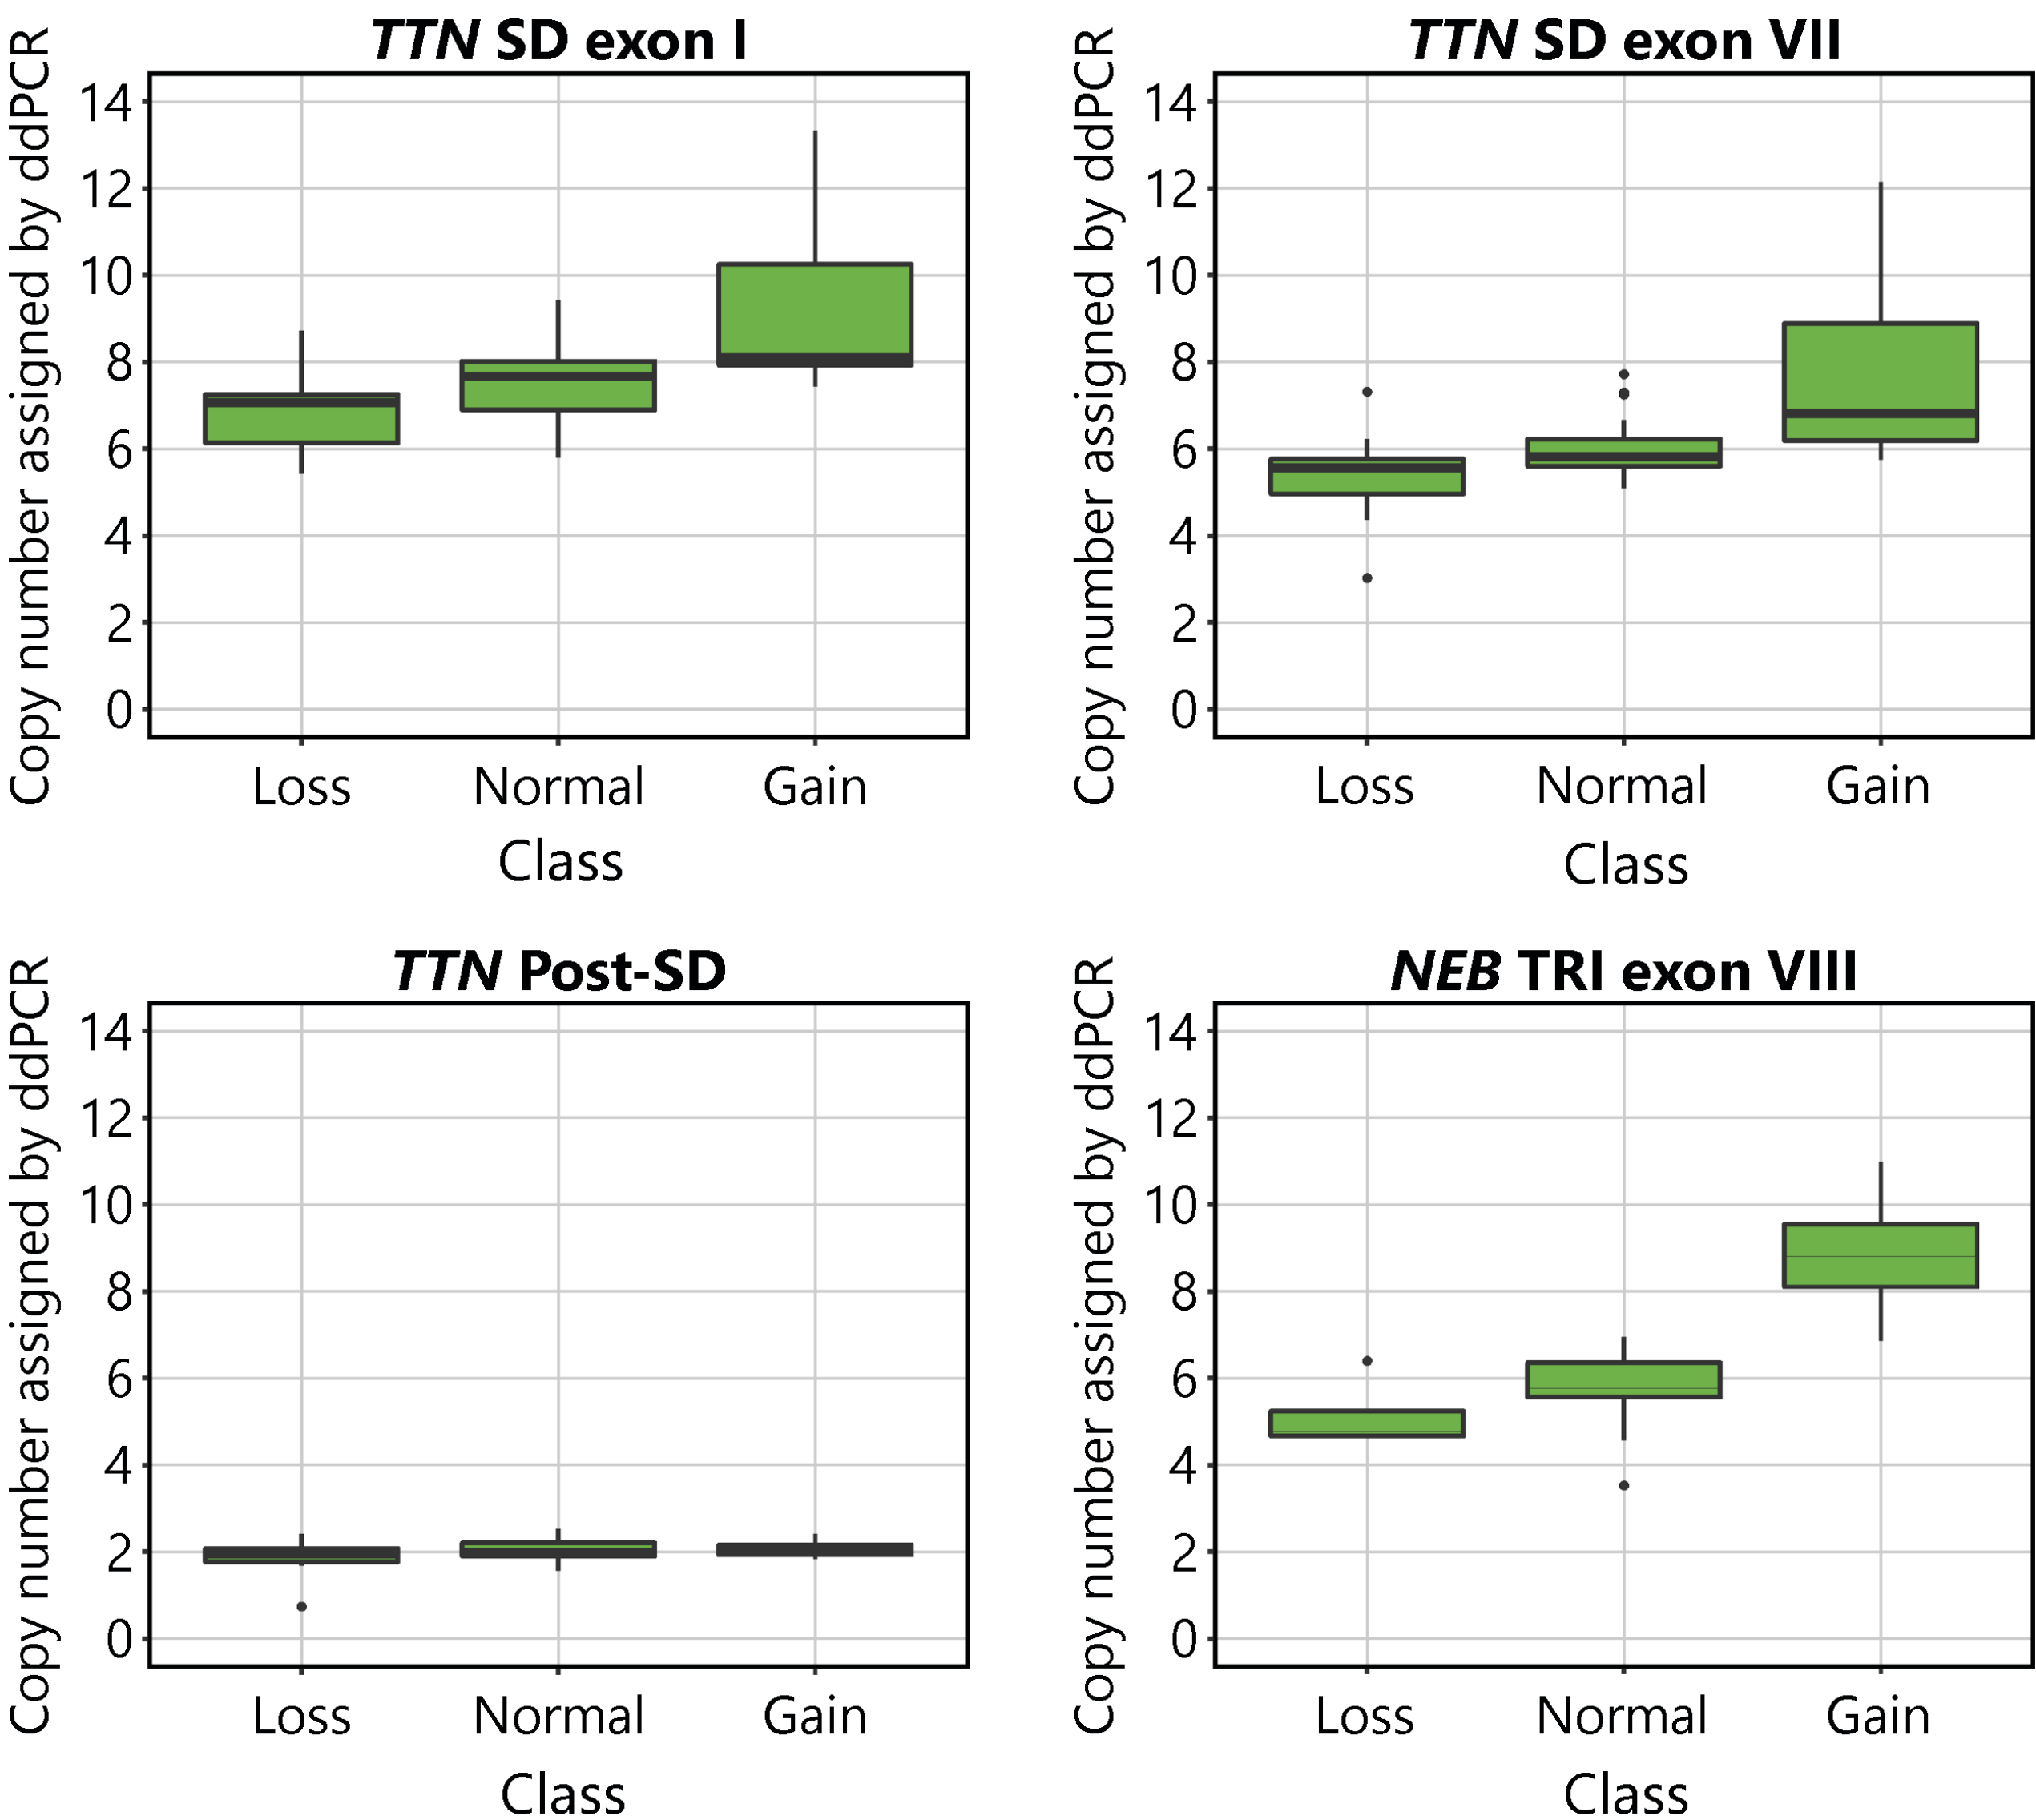 TTN SD exon I
Copy number assigned by ddPCR
14
12
10
8
6
4
2
0
Loss Normal Gain
Class
TTN SD exon VII
Copy number assigned by ddPCR
14
12
10
8
6
4
2
0
Loss Normal Gain
Class
TTN Post-SD
Copy number assigned by ddPCR
14
12
10
8
6
4
2
0
Loss Normal Gain
Class
NEB TRI exon VIII
Copy number assigned by ddPCR
14
12
10
8
6
4
2
0
Loss Normal Gain
Class